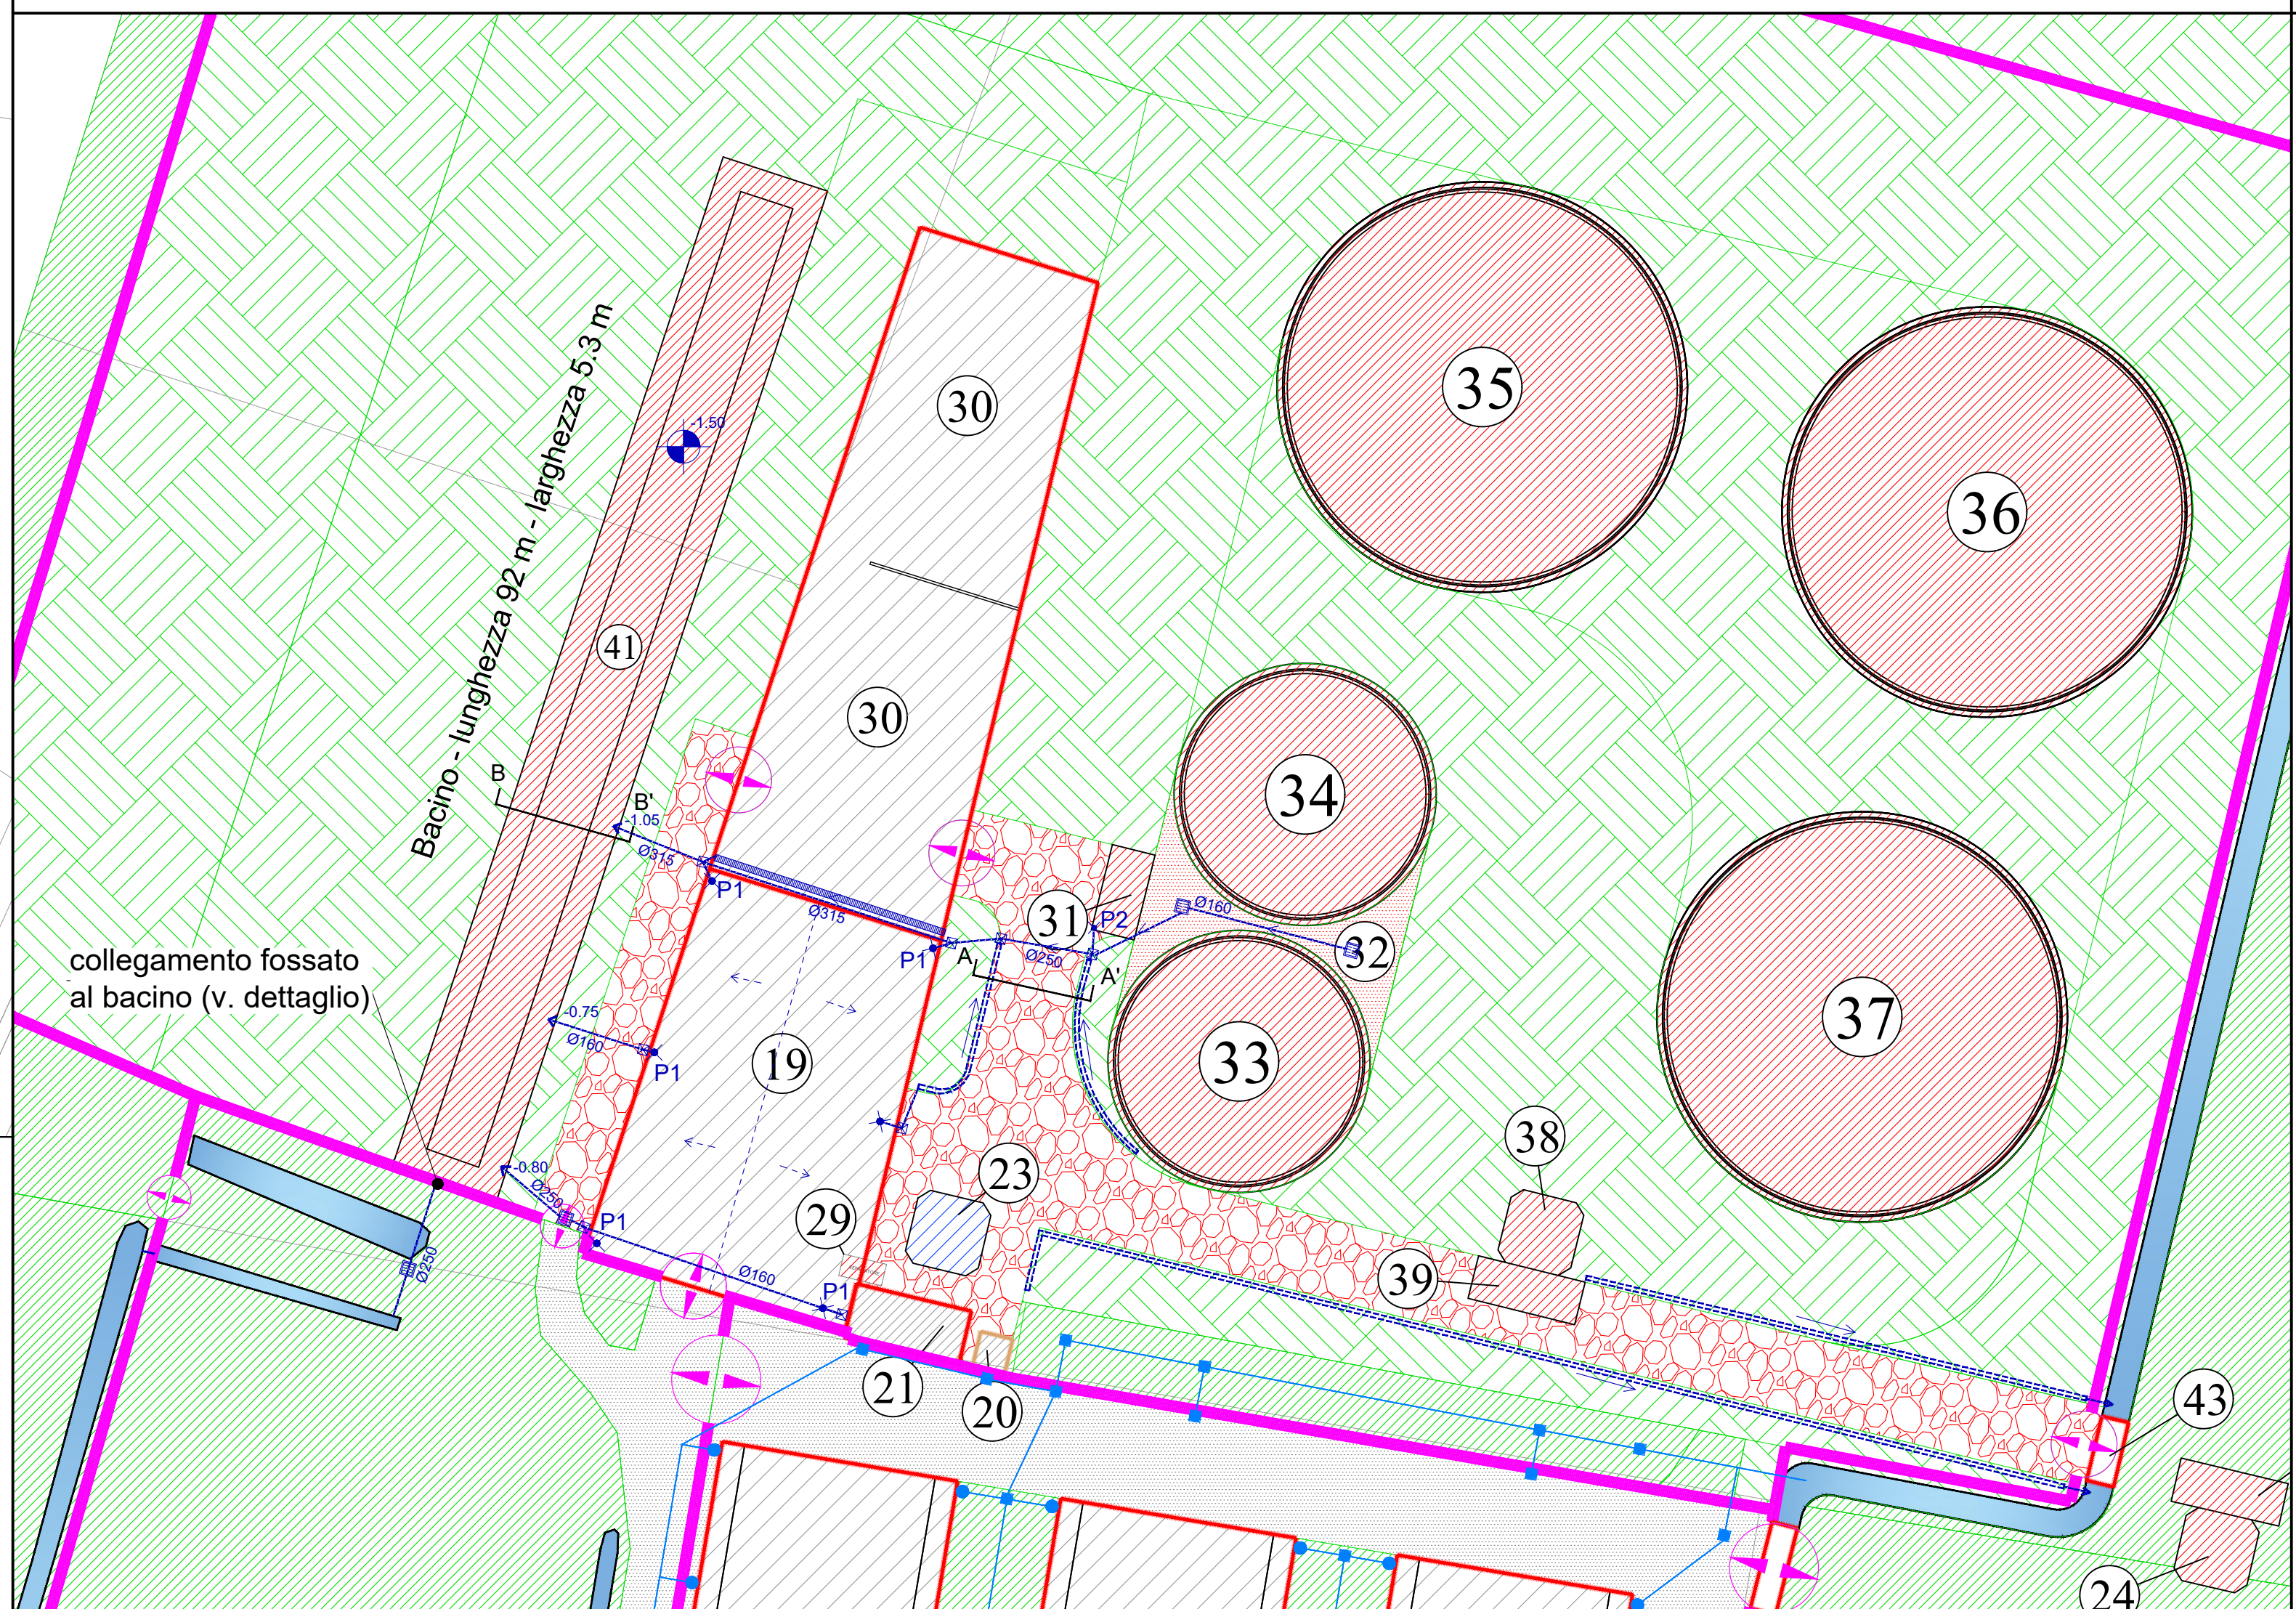 35
36
30
-1.50
Bacino - lunghezza 92 m - larghezza 5.3 m
41
30
34
B
B'
-1.05
Ø315
P1
Ø315
31
P2
Ø160
32
P1
A
Ø250
A'
collegamento fossato
al bacino (v. dettaglio)
-0.75
Ø160
P1
19
33
37
38
-0.80
Ø250
23
P1
29
Ø160
P1
39
Ø250
21
20
43
24